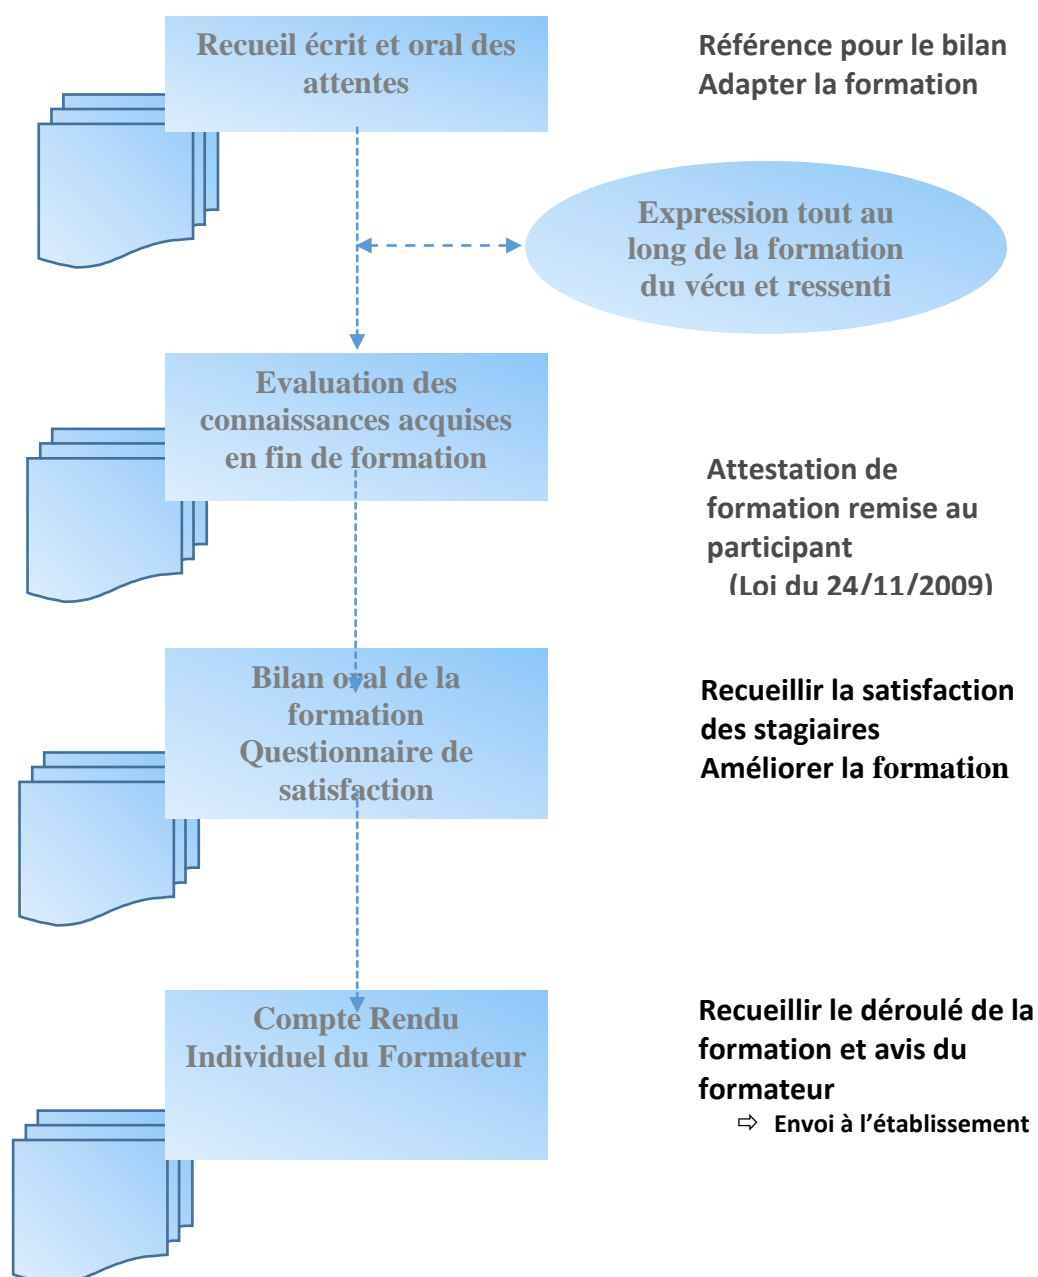 Recueil écrit et oral des
attentes
Référence pour le bilan
Adapter la formation
Expression tout au
long de la formation
du vécu et ressenti
Evaluation des
connaissances acquises
en fin de formation
Attestation de
formation remise au
participant
(Loi du 24/11/2009)
Bilan oral de la
formation
Questionnaire de
satisfaction
Recueillir la satisfaction
des stagiaires
Améliorer la formation
Compte Rendu
Individuel du Formateur
Recueillir le déroulé de la
formation et avis du
formateur
⇨ Envoi à l’établissement